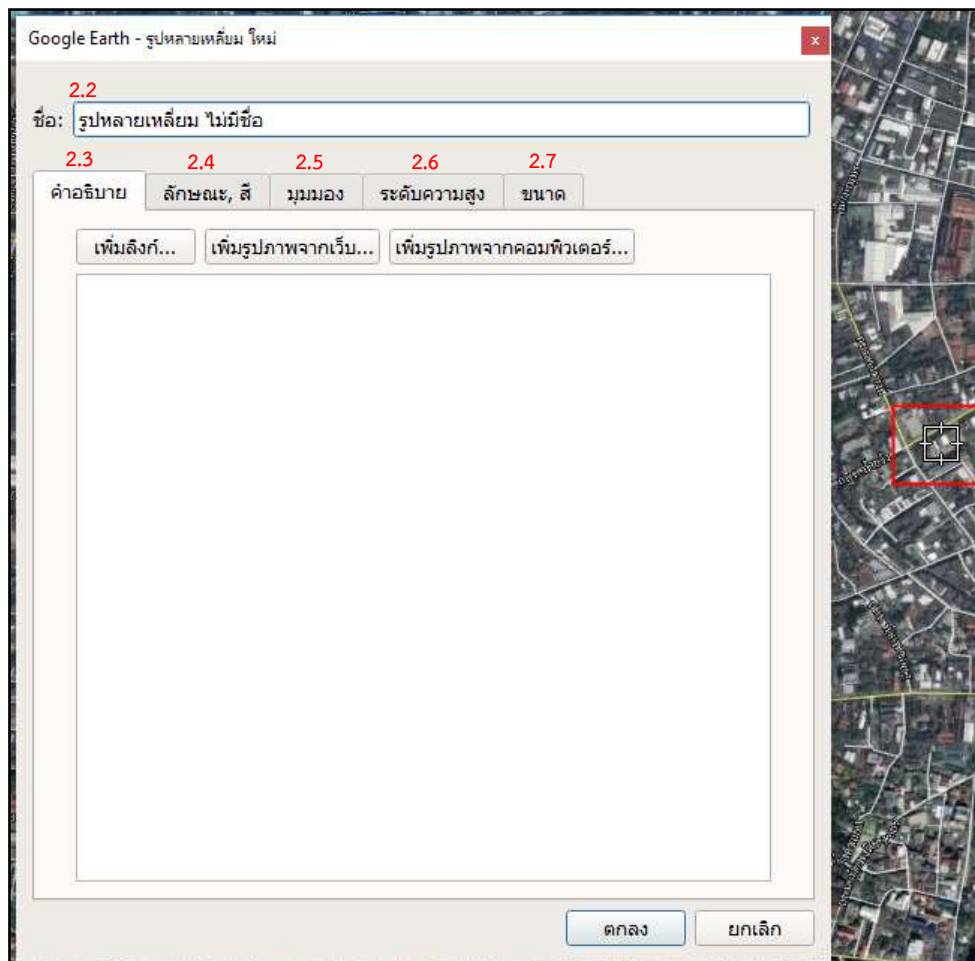 Google Earth - รูปหลายเหลี่ยม ใหม่
x
2.2
ชื่อ: รูปหลายเหลี่ยม ไม่มีชื่อ
2.3 2.4 2.5 2.6 2.7
คำอธิบาย ลักษณะ, สี มุมมอง ระดับความสูง ขนาด
เพิ่มลิงก์... เพิ่มรูปภาพจากเว็บ... เพิ่มรูปภาพจากคอมพิวเตอร์...
ตกลง ยกเลิก